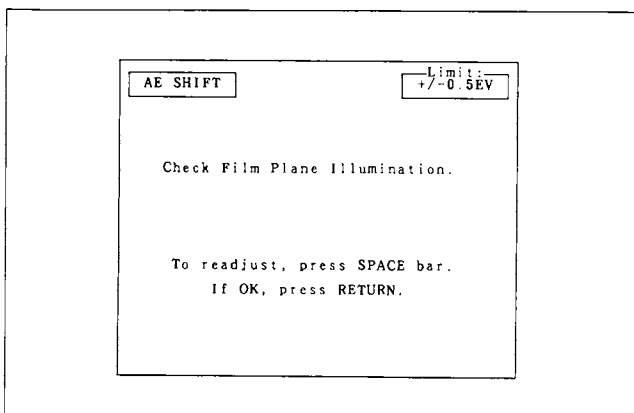 AE SHIFT
Limit:
+/-0.5EV
Check Film Plane Illumination.
To readjust, press SPACE bar.
If OK, press RETURN.